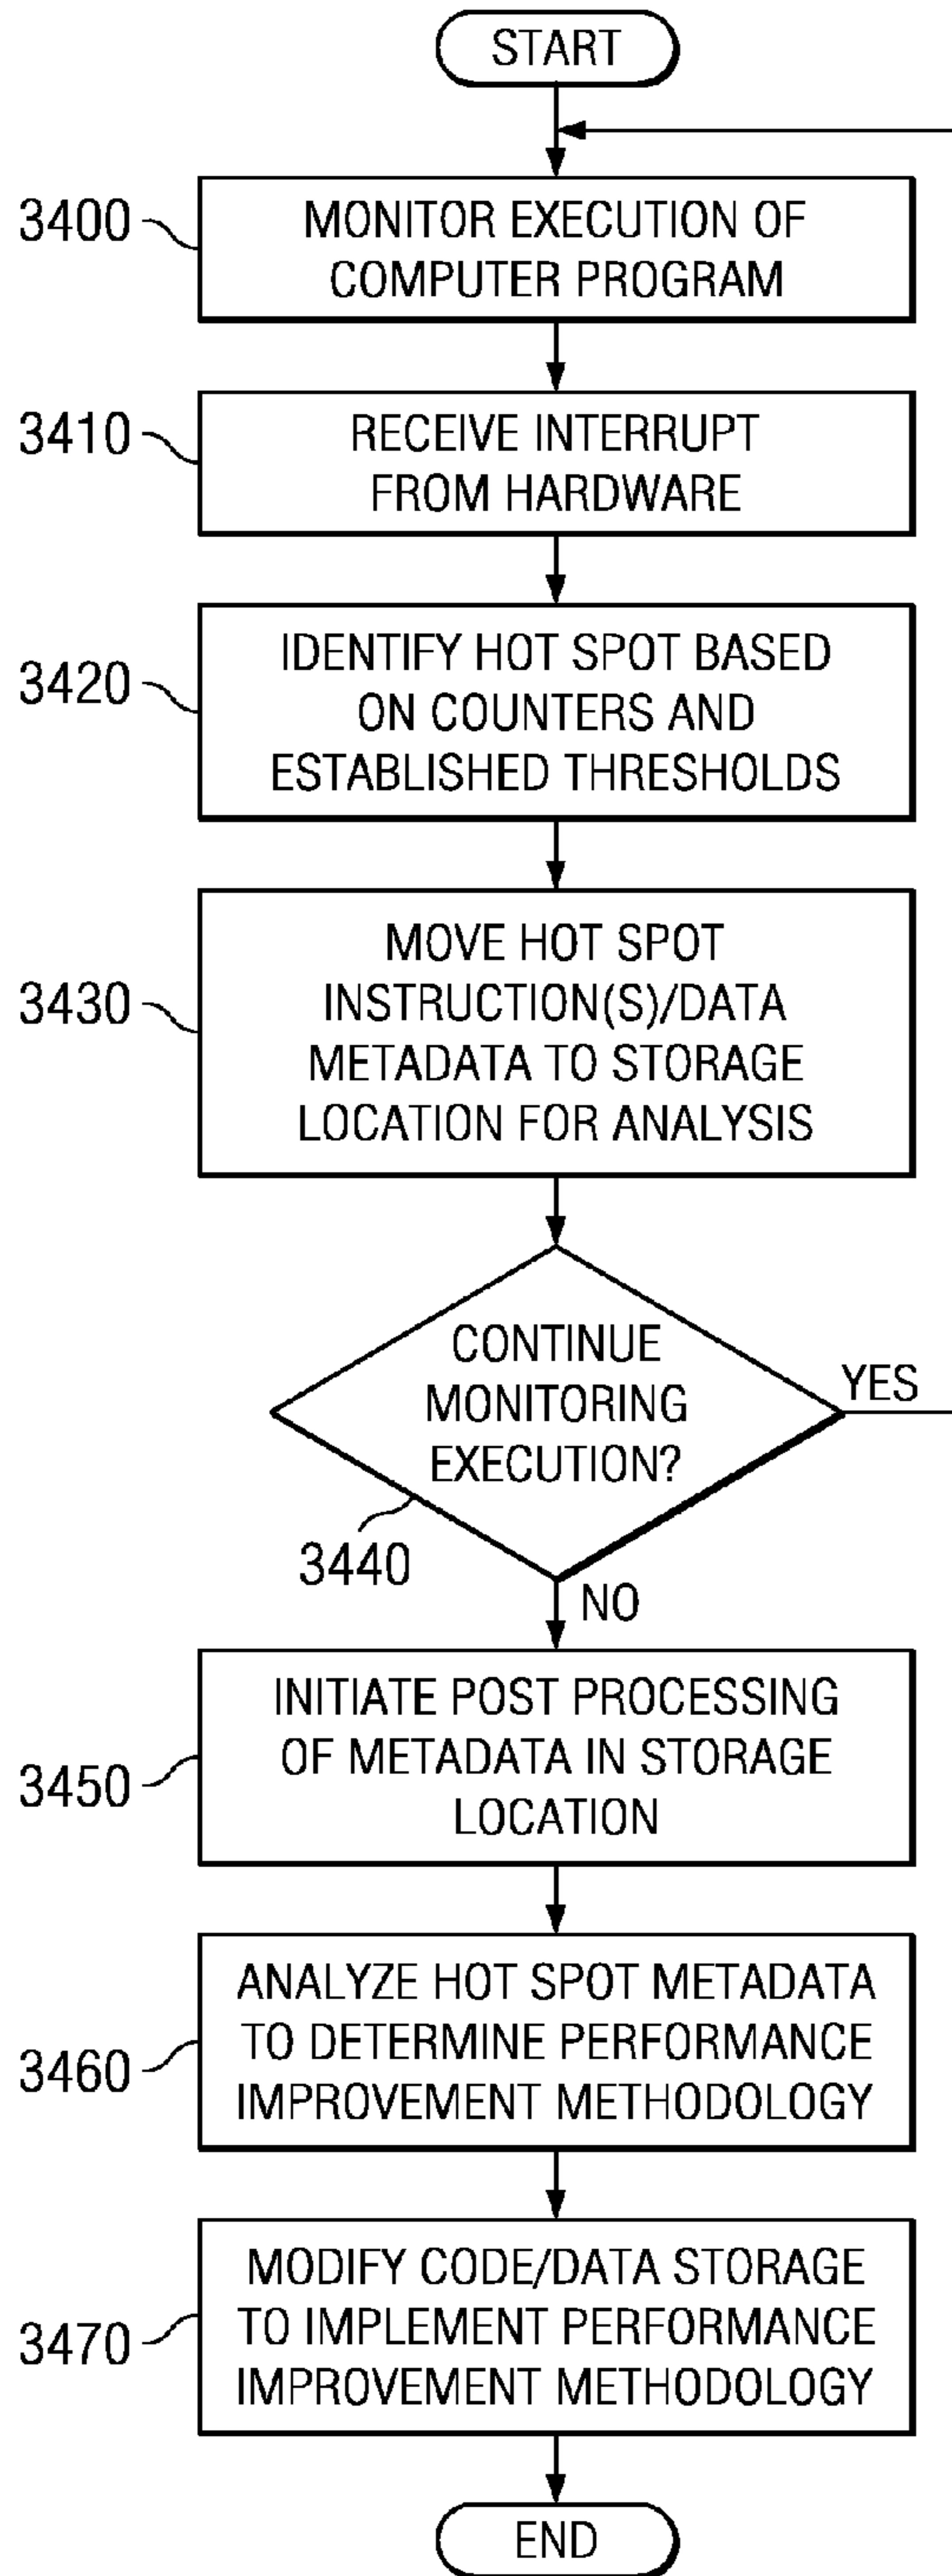 START
3400
MONITOR EXECUTION OF
COMPUTER PROGRAM
3410
RECEIVE INTERRUPT
FROM HARDWARE
3420
IDENTIFY HOT SPOT BASED
ON COUNTERS AND
ESTABLISHED THRESHOLDS
3430
MOVE HOT SPOT
INSTRUCTION(S)/DATA
METADATA TO STORAGE
LOCATION FOR ANALYSIS
CONTINUE
MONITORING
EXECUTION?
YES
3440
NO
3450
INITIATE POST PROCESSING
OF METADATA IN STORAGE
LOCATION
3460
ANALYZE HOT SPOT METADATA
TO DETERMINE PERFORMANCE
IMPROVEMENT METHODOLOGY
3470
MODIFY CODE/DATA STORAGE
TO IMPLEMENT PERFORMANCE
IMPROVEMENT METHODOLOGY
END